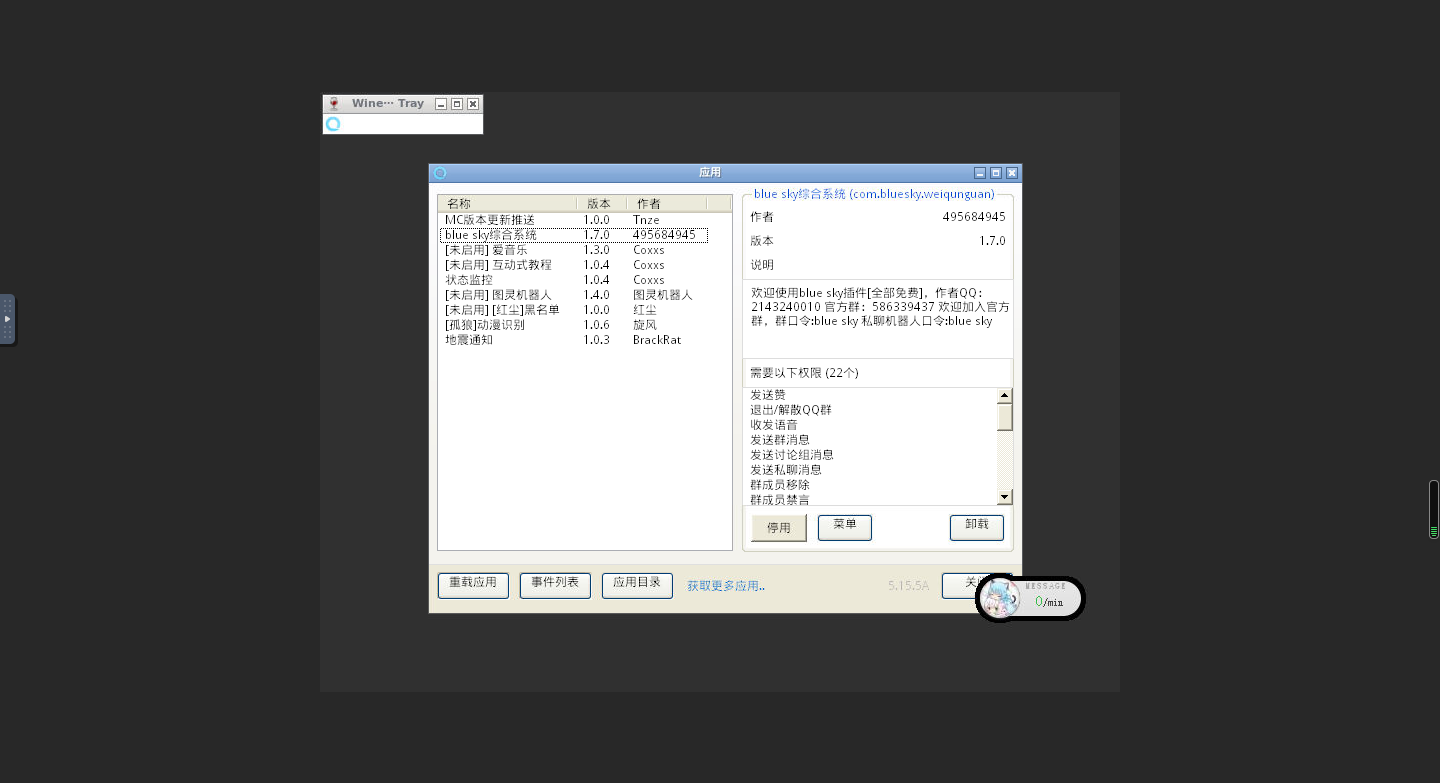 Wine… Tray
应用
名称 版本 作者
MC版本更新推送 1.0.0 Tnze
blue sky综合系统 1.7.0 495684945
[未启用] 爱音乐 1.3.0 Coxxs
[未启用] 互动式教程 1.0.4 Coxxs
状态监控 1.0.4 Coxxs
[未启用] 图灵机器人 1.4.0 图灵机器人
[未启用] [红尘]黑名单 1.0.0 红尘
[孤狼]动漫识别 1.0.6 旋风
地震通知 1.0.3 BrackRat
blue sky综合系统 (com.bluesky.weiqunguan)
作者 495684945
版本 1.7.0
说明
欢迎使用blue sky插件[全部免费]，作者QQ：
2143240010 官方群：586339437 欢迎加入官方
群，群口令:blue sky 私聊机器人口令:blue sky
需要以下权限 (22个)
发送赞
退出/解散QQ群
收发语音
发送群消息
发送讨论组消息
发送私聊消息
群成员移除
群成员禁言
停用 菜单 卸载
重载应用 事件列表 应用目录 获取更多应用.. 5.15.5A 关
MESSAGE
0/min